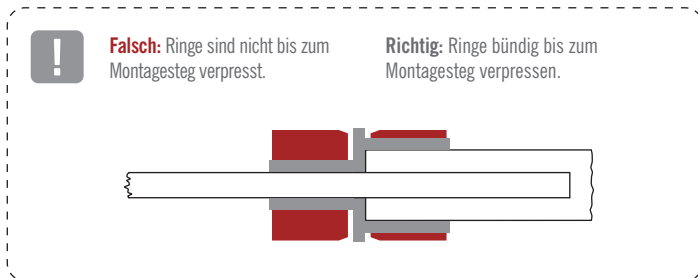 !
Falsch: Ringe sind nicht bis zum
Montagesteg verpresst.
Richtig: Ringe bündig bis zum
Montagesteg verpressen.